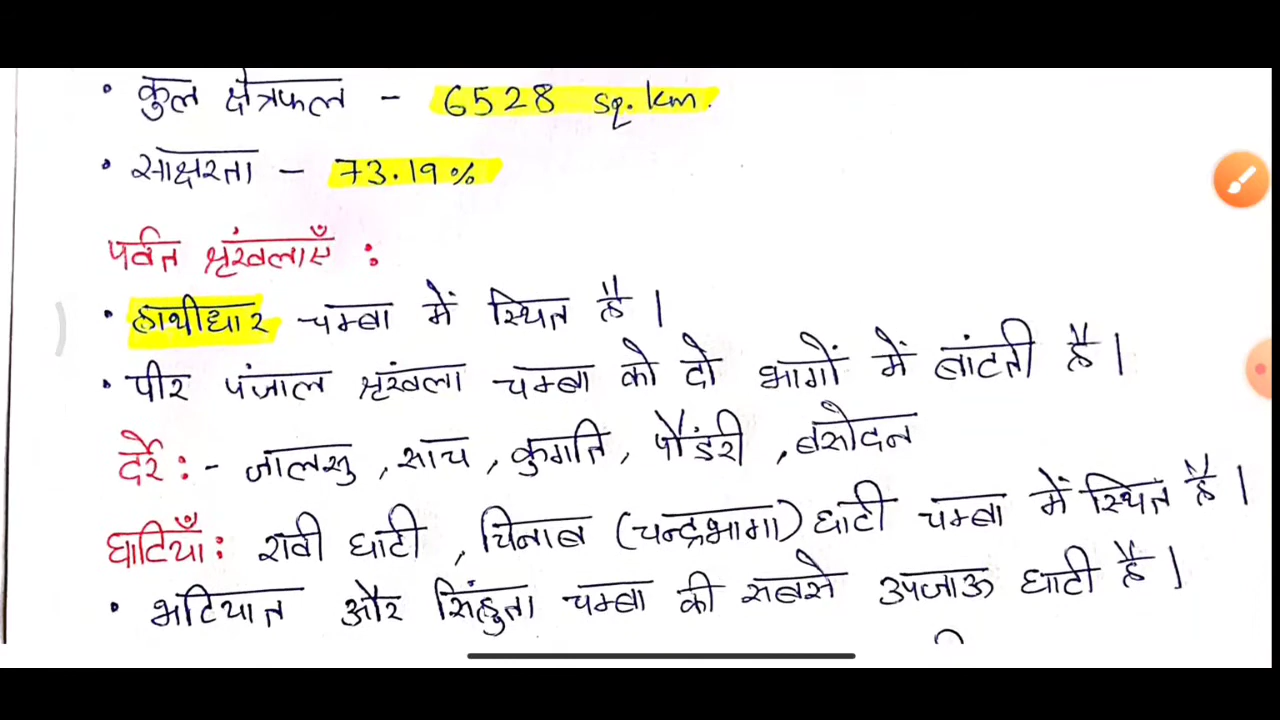 • कुल क्षेत्रफल - 6528 sq. km.
• साक्षरता - 73.19%
पर्वत श्रृंखलाएँ :
• हाथीधार चम्बा में स्थित है।
• पीर पंजाल श्रृंखला चम्बा को दो भागों में बांटती है।
दर्रे :- जालसु, साच, कुगति, पौंडरी, बसोदन
घाटियाँ : रावी घाटी, चिनाब (चन्द्रभागा) घाटी चम्बा में स्थित है।
• भटियात और सिंहुता चम्बा की सबसे उपजाऊ घाटी है।